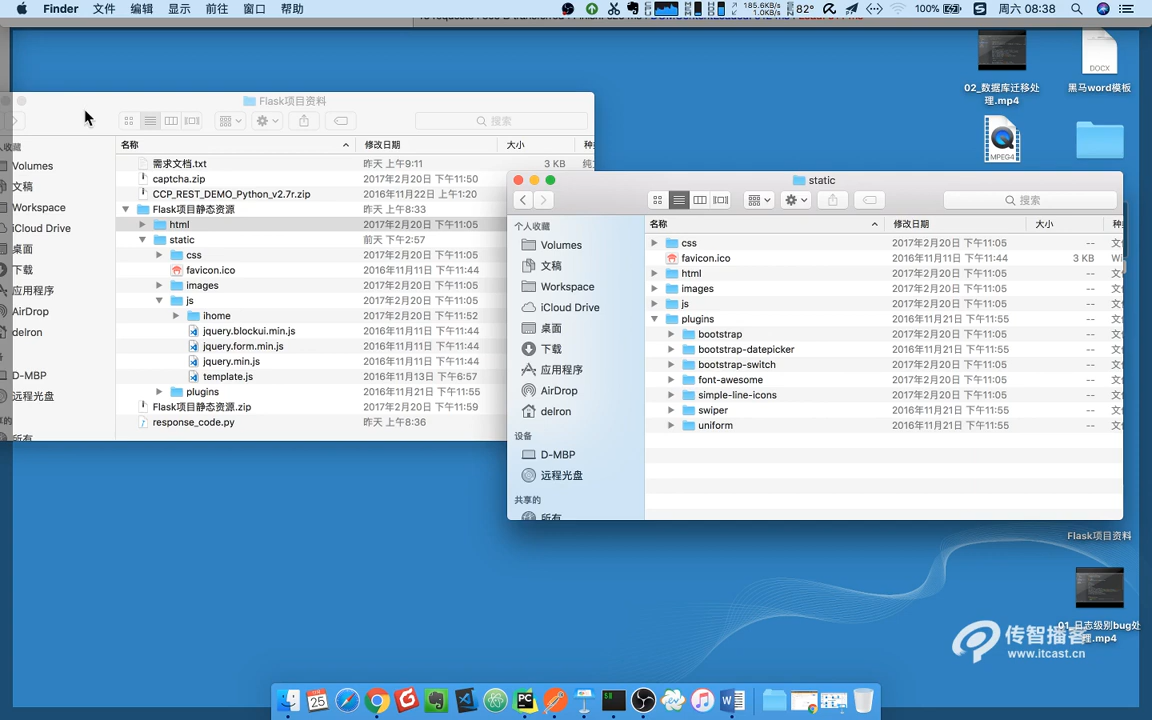 Finder 文件 编辑 显示 前往 窗口 帮助
185.6KB/s
1.0KB/s
82° 100% 周六 08:38
02_数据库迁移处
理.mp4
DOCX
黑马word模板
MPEG4
Flask项目资料
搜索
名称 修改日期 大小
需求文档.txt 昨天 上午9:11 3 KB
captcha.zip 2017年2月20日 下午11:50
CCP_REST_DEMO_Python_v2.7r.zip 2016年11月22日 上午1:20
Flask项目静态资源 昨天 上午8:33
html 2017年2月20日 下午11:05
static 前天 下午2:57
css 2017年2月20日 下午11:05
favicon.ico 2016年11月11日 下午11:44
images 2017年2月20日 下午11:05
js 2017年2月20日 下午11:05
ihome 2017年2月20日 下午11:52
jquery.blockui.min.js 2016年11月11日 下午11:44
jquery.form.min.js 2016年11月11日 下午11:44
jquery.min.js 2016年11月11日 下午11:44
template.js 2016年11月13日 下午6:57
plugins 2016年11月21日 下午11:55
Flask项目静态资源.zip 2017年2月20日 下午11:59
response_code.py 昨天 上午8:36
收藏
Volumes
文稿
Workspace
iCloud Drive
桌面
下载
应用程序
AirDrop
delron
D-MBP
远程光盘
所有
static
搜索
个人收藏
Volumes
文稿
Workspace
iCloud Drive
桌面
下载
应用程序
AirDrop
delron
设备
D-MBP
远程光盘
共享的
所有
名称 修改日期 大小
css 2017年2月20日 下午11:05 --
favicon.ico 2016年11月11日 下午11:44 3 KB
html 2017年2月20日 下午11:05 --
images 2017年2月20日 下午11:05 --
js 2017年2月20日 下午11:05 --
plugins 2016年11月21日 下午11:55 --
bootstrap 2017年2月20日 下午11:05 --
bootstrap-datepicker 2016年11月21日 下午11:55 --
bootstrap-switch 2017年2月20日 下午11:05 --
font-awesome 2017年2月20日 下午11:05 --
simple-line-icons 2017年2月20日 下午11:05 --
swiper 2016年11月21日 下午11:55 --
uniform 2016年11月21日 下午11:55 --
Flask项目资料
01_日志级别bug处
理.mp4
传智播客
www.itcast.cn
25
PC